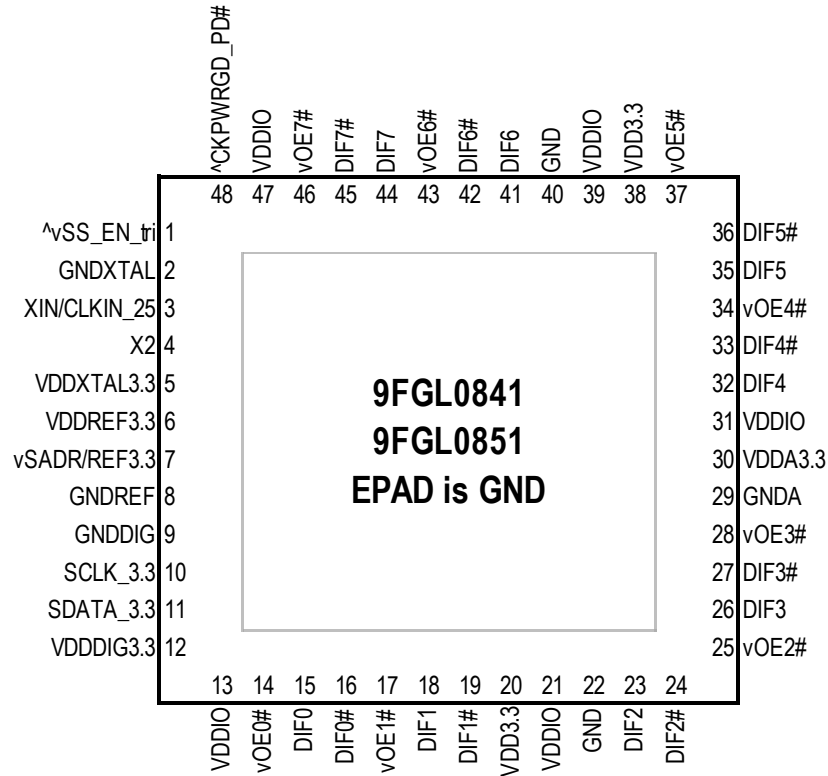 ^CKPWRGD_PD#
VDDIO
vOE7#
DIF7#
DIF7
vOE6#
DIF6#
DIF6
GND
VDDIO
VDD3.3
vOE5#
48 47 46 45 44 43 42 41 40 39 38 37
^vSS_EN_tri 1
GNDXTAL 2
XIN/CLKIN_25 3
X2 4
VDDXTAL3.3 5
VDDREF3.3 6
vSADR/REF3.3 7
GNDREF 8
GNDDIG 9
SCLK_3.3 10
SDATA_3.3 11
VDDDIG3.3 12
9FGL0841
9FGL0851
EPAD is GND
36 DIF5#
35 DIF5
34 vOE4#
33 DIF4#
32 DIF4
31 VDDIO
30 VDDA3.3
29 GNDA
28 vOE3#
27 DIF3#
26 DIF3
25 vOE2#
13 14 15 16 17 18 19 20 21 22 23 24
VDDIO
vOE0#
DIF0
DIF0#
vOE1#
DIF1
DIF1#
VDD3.3
VDDIO
GND
DIF2
DIF2#